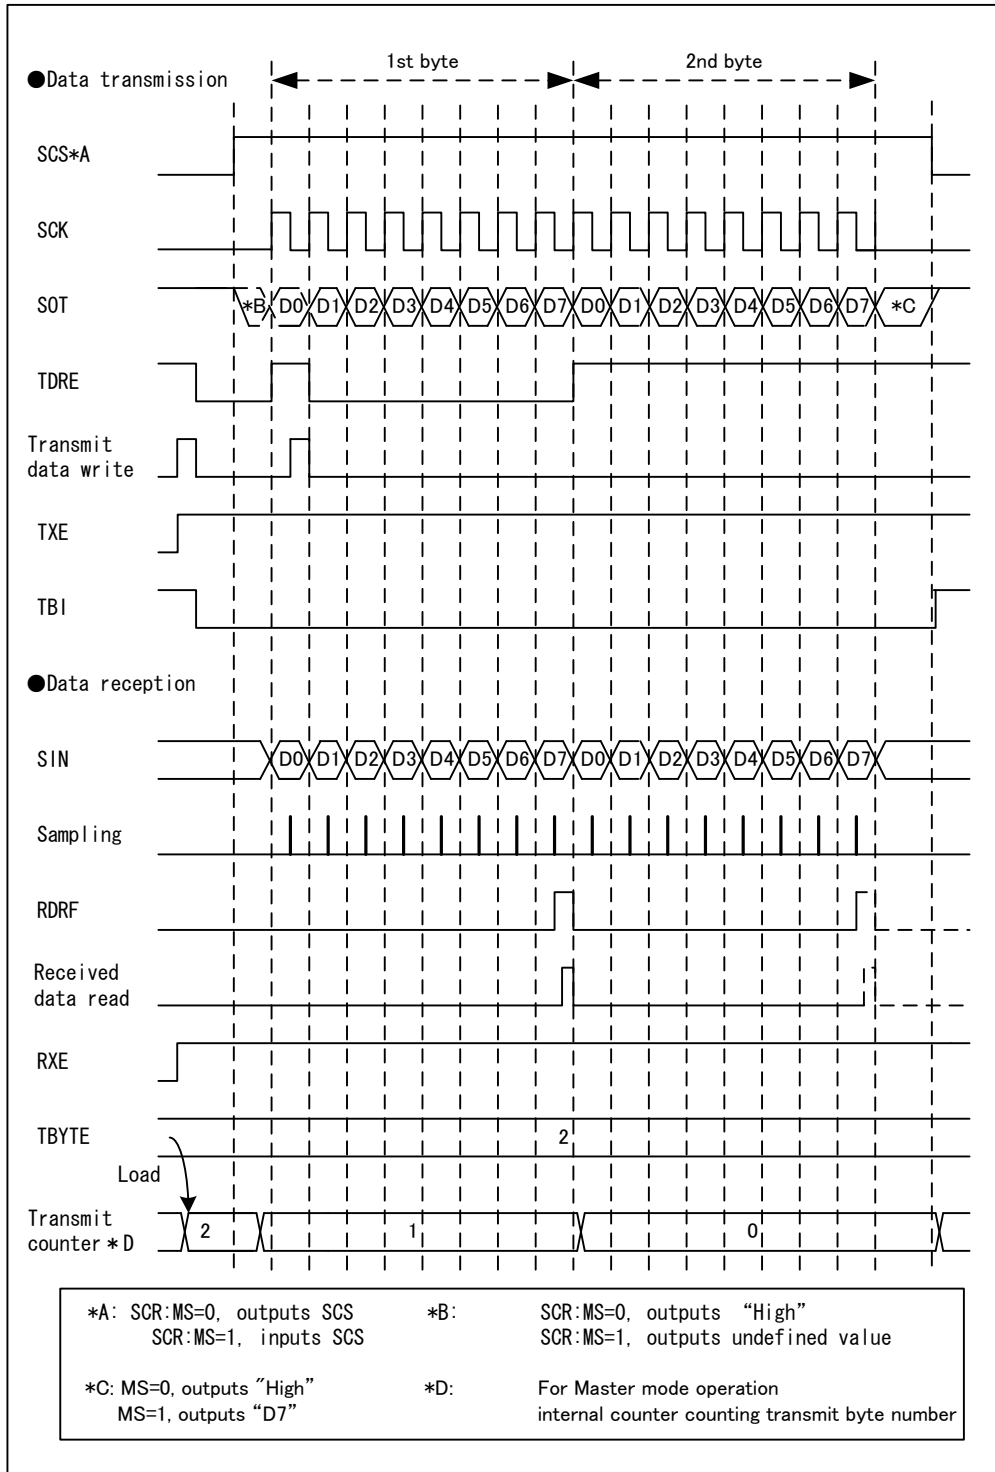 1st byte 2nd byte
●Data transmission
SCS*A
SCK
SOT *B D0 D1 D2 D3 D4 D5 D6 D7 D0 D1 D2 D3 D4 D5 D6 D7 *C
TDRE
Transmit
data write
TXE
TBI
●Data reception
SIN D0 D1 D2 D3 D4 D5 D6 D7 D0 D1 D2 D3 D4 D5 D6 D7
Sampling
RDRF
Received
data read
RXE
TBYTE 2
Load
Transmit
counter *D 2 1 0
*A: SCR:MS=0, outputs SCS *B: SCR:MS=0, outputs “High”
SCR:MS=1, inputs SCS SCR:MS=1, outputs undefined value
*C: MS=0, outputs "High" *D: For Master mode operation
MS=1, outputs “D7” internal counter counting transmit byte number